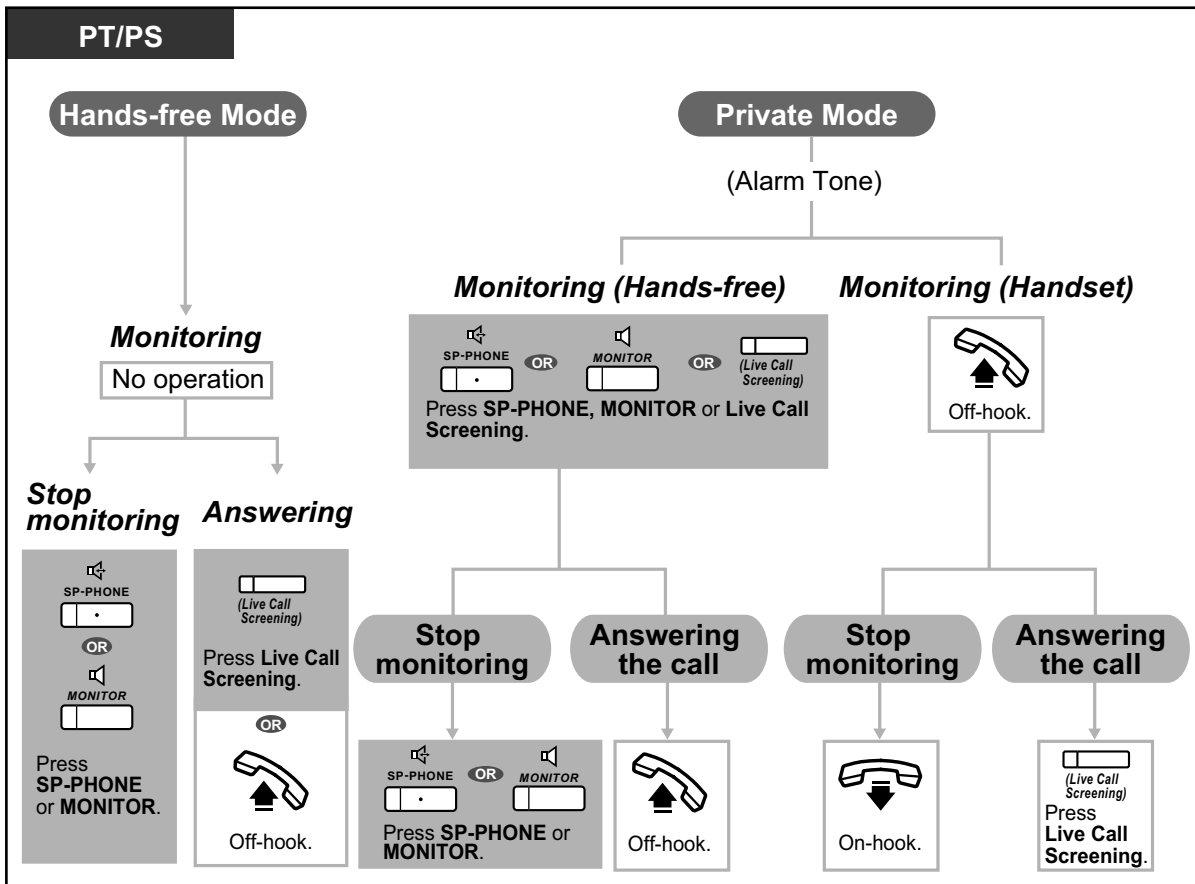 PT/PS
Hands-free Mode
Monitoring
No operation
Stop
monitoring
SP-PHONE
OR
MONITOR
Press
SP-PHONE
or MONITOR.
Answering
(Live Call
Screening)
Press Live Call
Screening.
OR
Off-hook.
Private Mode
(Alarm Tone)
Monitoring (Hands-free)
SP-PHONE
OR
MONITOR
OR
(Live Call
Screening)
Press SP-PHONE, MONITOR or Live Call
Screening.
Stop
monitoring
SP-PHONE
OR
MONITOR
Press SP-PHONE or
MONITOR.
Answering
the call
Off-hook.
Monitoring (Handset)
Off-hook.
Stop
monitoring
On-hook.
Answering
the call
(Live Call
Screening)
Press
Live Call
Screening.